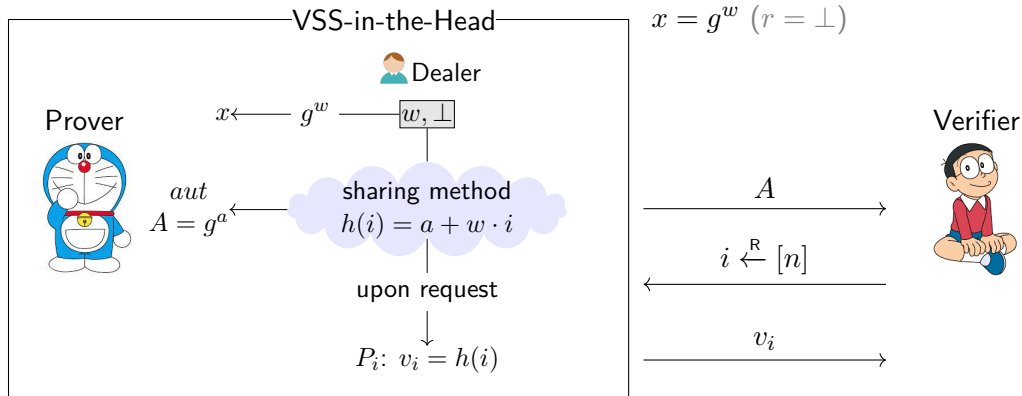 VSS-in-the-Head
x = g^w (r = ⊥)
Dealer
x g^w w, ⊥
Prover
Verifier
sharing method
h(i) = a + w · i
aut
A = g^a
A
i ←R [n]
upon request
v_i
P_i: v_i = h(i)